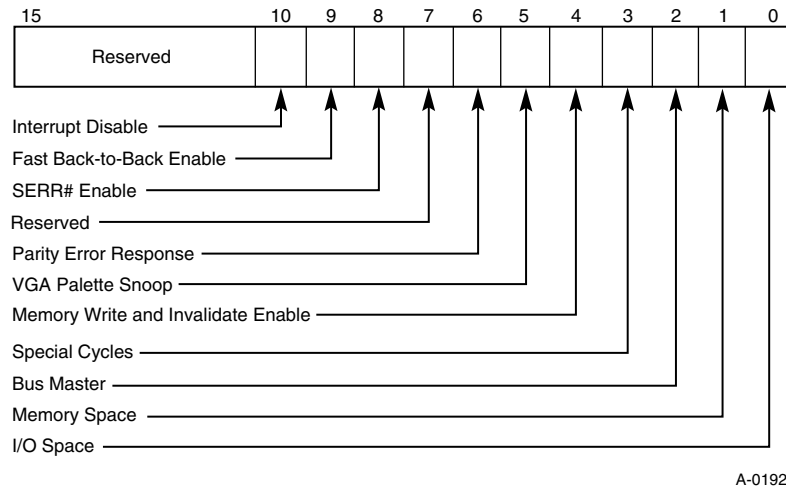 15 10 9 8 7 6 5 4 3 2 1 0
Reserved
Interrupt Disable
Fast Back-to-Back Enable
SERR# Enable
Reserved
Parity Error Response
VGA Palette Snoop
Memory Write and Invalidate Enable
Special Cycles
Bus Master
Memory Space
I/O Space
A-0192